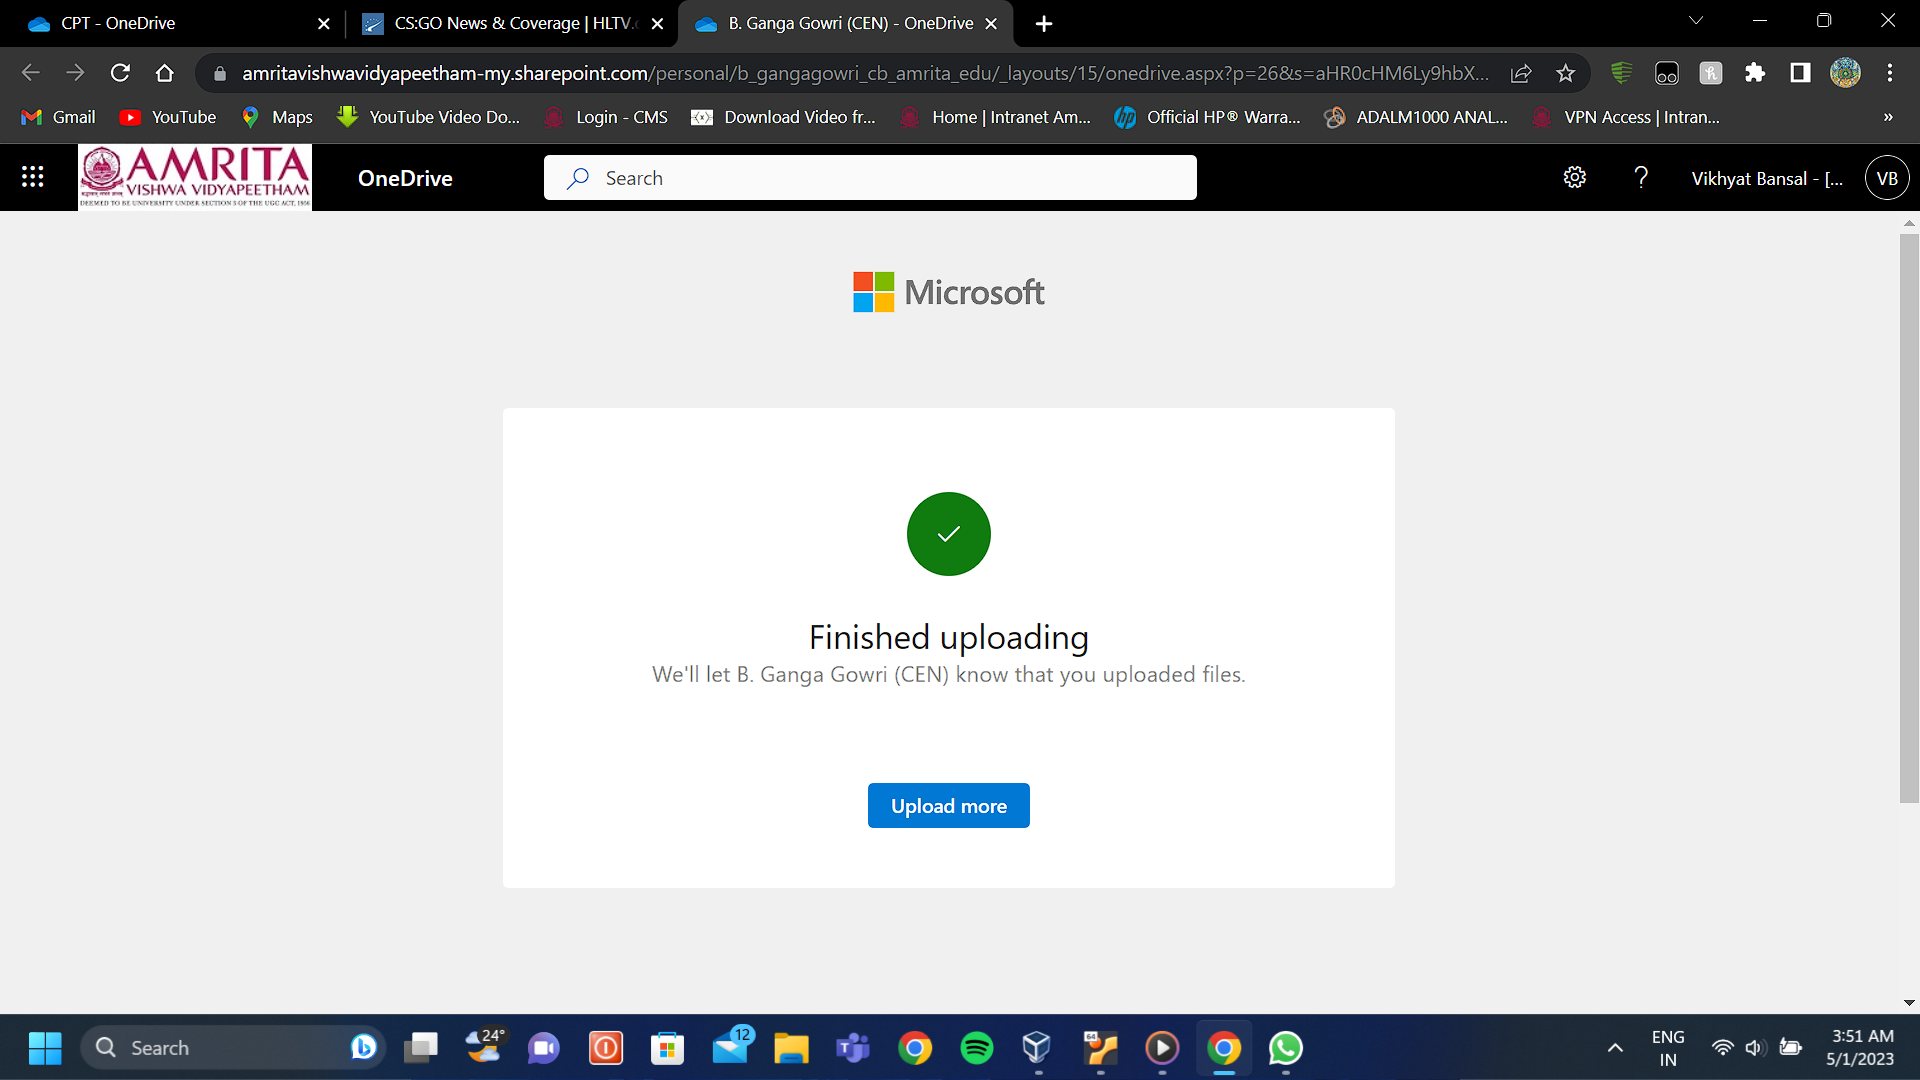 CPT - OneDrive
CS:GO News & Coverage | HLTV.
B. Ganga Gowri (CEN) - OneDrive
amritavishwavidyapeetham-my.sharepoint.com/personal/b_gangagowri_cb_amrita_edu/_layouts/15/onedrive.aspx?p=26&s=aHR0cHM6Ly9hbX...
Gmail
YouTube
Maps
YouTube Video Do...
Login - CMS
Download Video fr...
Home | Intranet Am...
Official HP® Warra...
ADALM1000 ANAL...
VPN Access | Intran...
»
AMRITA
VISHWA VIDYAPEETHAM
DEEMED TO BE UNIVERSITY UNDER SECTION 3 OF THE UGC ACT, 1956
OneDrive
Search
?
Vikhyat Bansal - [...
VB
Microsoft
Finished uploading
We'll let B. Ganga Gowri (CEN) know that you uploaded files.
Upload more
Search
24°
12
64
ENG
IN
3:51 AM
5/1/2023